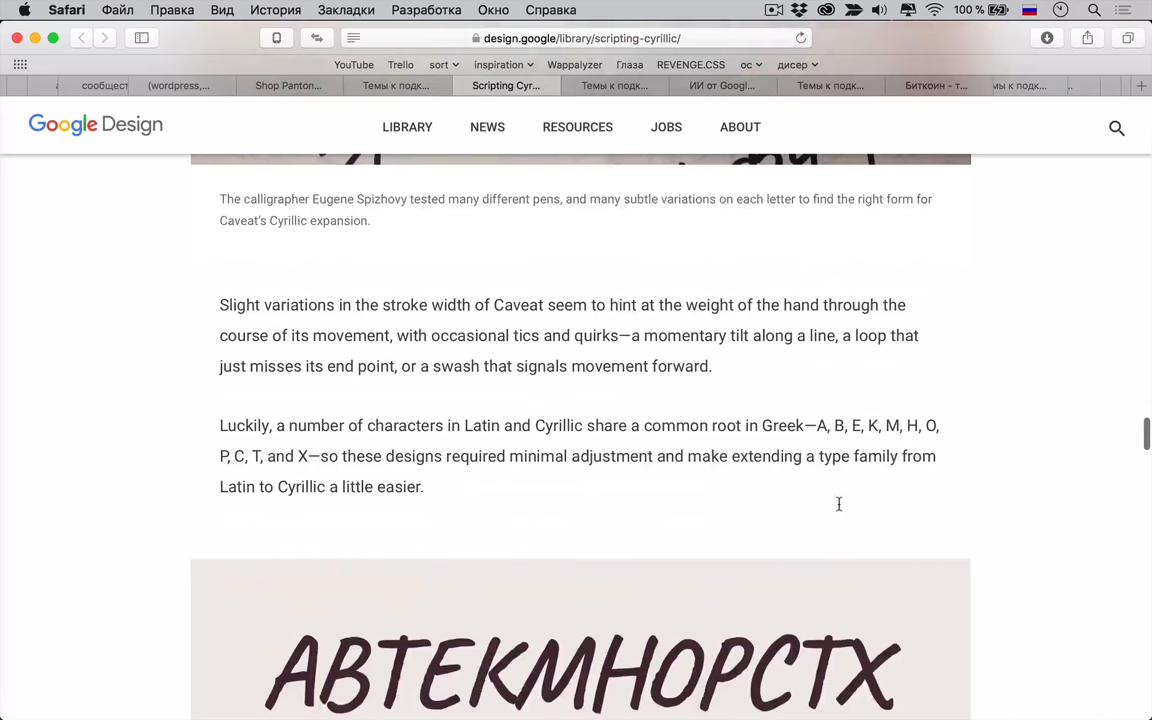 Safari Файл Правка Вид История Закладки Разработка Окно Справка 100 %
design.google/library/scripting-cyrillic/
YouTube Trello sort inspiration Wappalyzer Глаза REVENGE.CSS ос дисер
сообщест (wordpress,... Shop Panton... Темы к подк... Scripting Cyr... Темы к подк... ИИ от Googl... Темы к подк... Биткоин - т... мы к подк... ..
Google Design LIBRARY NEWS RESOURCES JOBS ABOUT
The calligrapher Eugene Spizhovy tested many different pens, and many subtle variations on each letter to find the right form for
Caveat's Cyrillic expansion.
Slight variations in the stroke width of Caveat seem to hint at the weight of the hand through the
course of its movement, with occasional tics and quirks—a momentary tilt along a line, a loop that
just misses its end point, or a swash that signals movement forward.
Luckily, a number of characters in Latin and Cyrillic share a common root in Greek—A, B, E, K, M, H, O,
P, C, T, and X—so these designs required minimal adjustment and make extending a type family from
Latin to Cyrillic a little easier.
АВТЕКМНОРСТХ